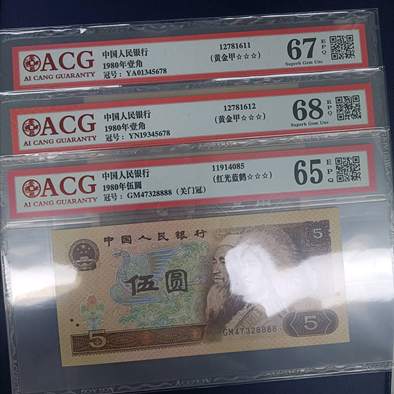 ACG
AI CANG GUARANTY
中国人民银行
1980年壹角
冠号：YA01345678
12781611
(黄金甲☆☆☆)
67 EPQ
Superb Gem Unc
ACG
AI CANG GUARANTY
中国人民银行
1980年壹角
冠号：YN19345678
12781612
(黄金甲☆☆☆)
68 EPQ
Superb Gem Unc
ACG
AI CANG GUARANTY
中国人民银行
1980年伍圆
冠号：GM47328888（关门冠）
11914085
(红光蓝鹤☆☆☆)
65 EPQ
Gem Unc
中国人民银行
伍圆
5
5
5
GM47328888